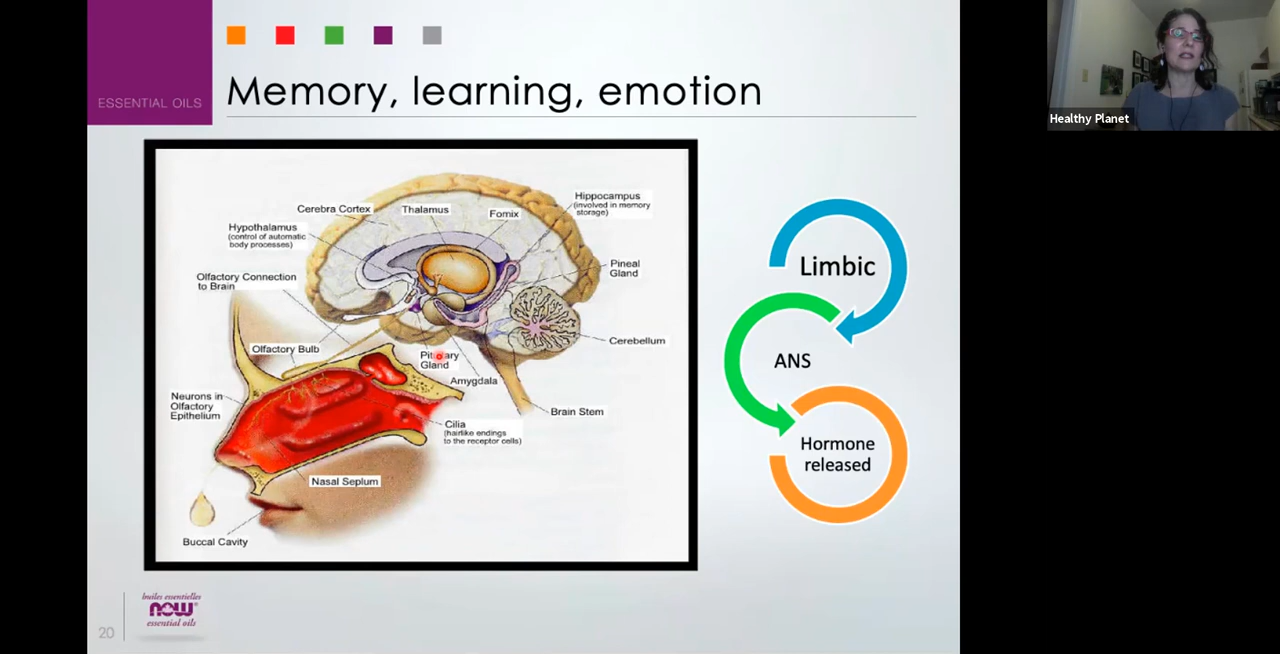 ESSENTIAL OILS
Memory, learning, emotion
Healthy Planet
Cerebra Cortex
Thalamus
Fornix
Hippocampus
(involved in memory
storage)
Hypothalamus
(control of automatic
body processes)
Pineal
Gland
Olfactory Connection
to Brain
Olfactory Bulb
Cerebellum
Gland
Amygdala
Neurons in
Olfactory
Epithelium
Brain Stem
Cilia
(hairlike endings
to the receptor cells)
Nasal Septum
Buccal Cavity
Limbic
ANS
Hormone
released
20
huiles essentielles
NOW®
essential oils